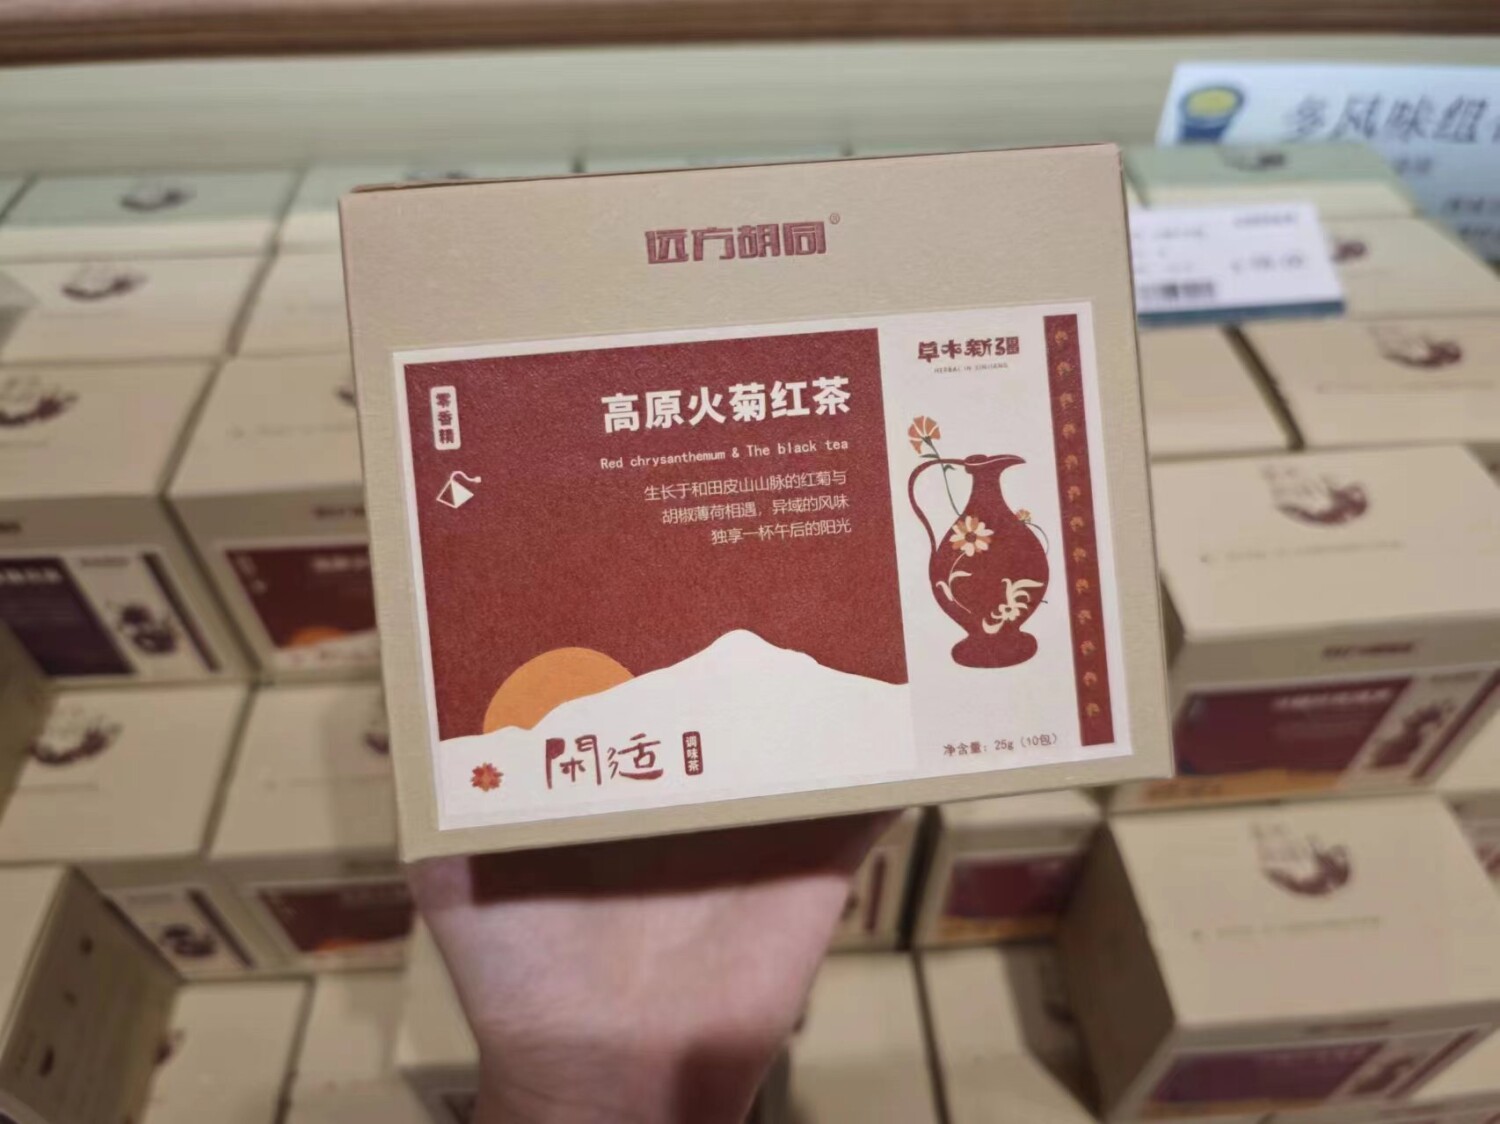 多风味组
远方胡同®
草木新疆
HERBAL IN XINJIANG
零香精
高原火菊红茶
Red chrysanthemum & The black tea
生长于和田皮山山脉的红菊与
胡椒薄荷相遇，异域的风味
独享一杯午后的阳光
閑适
调味茶
净含量：25g（10包）